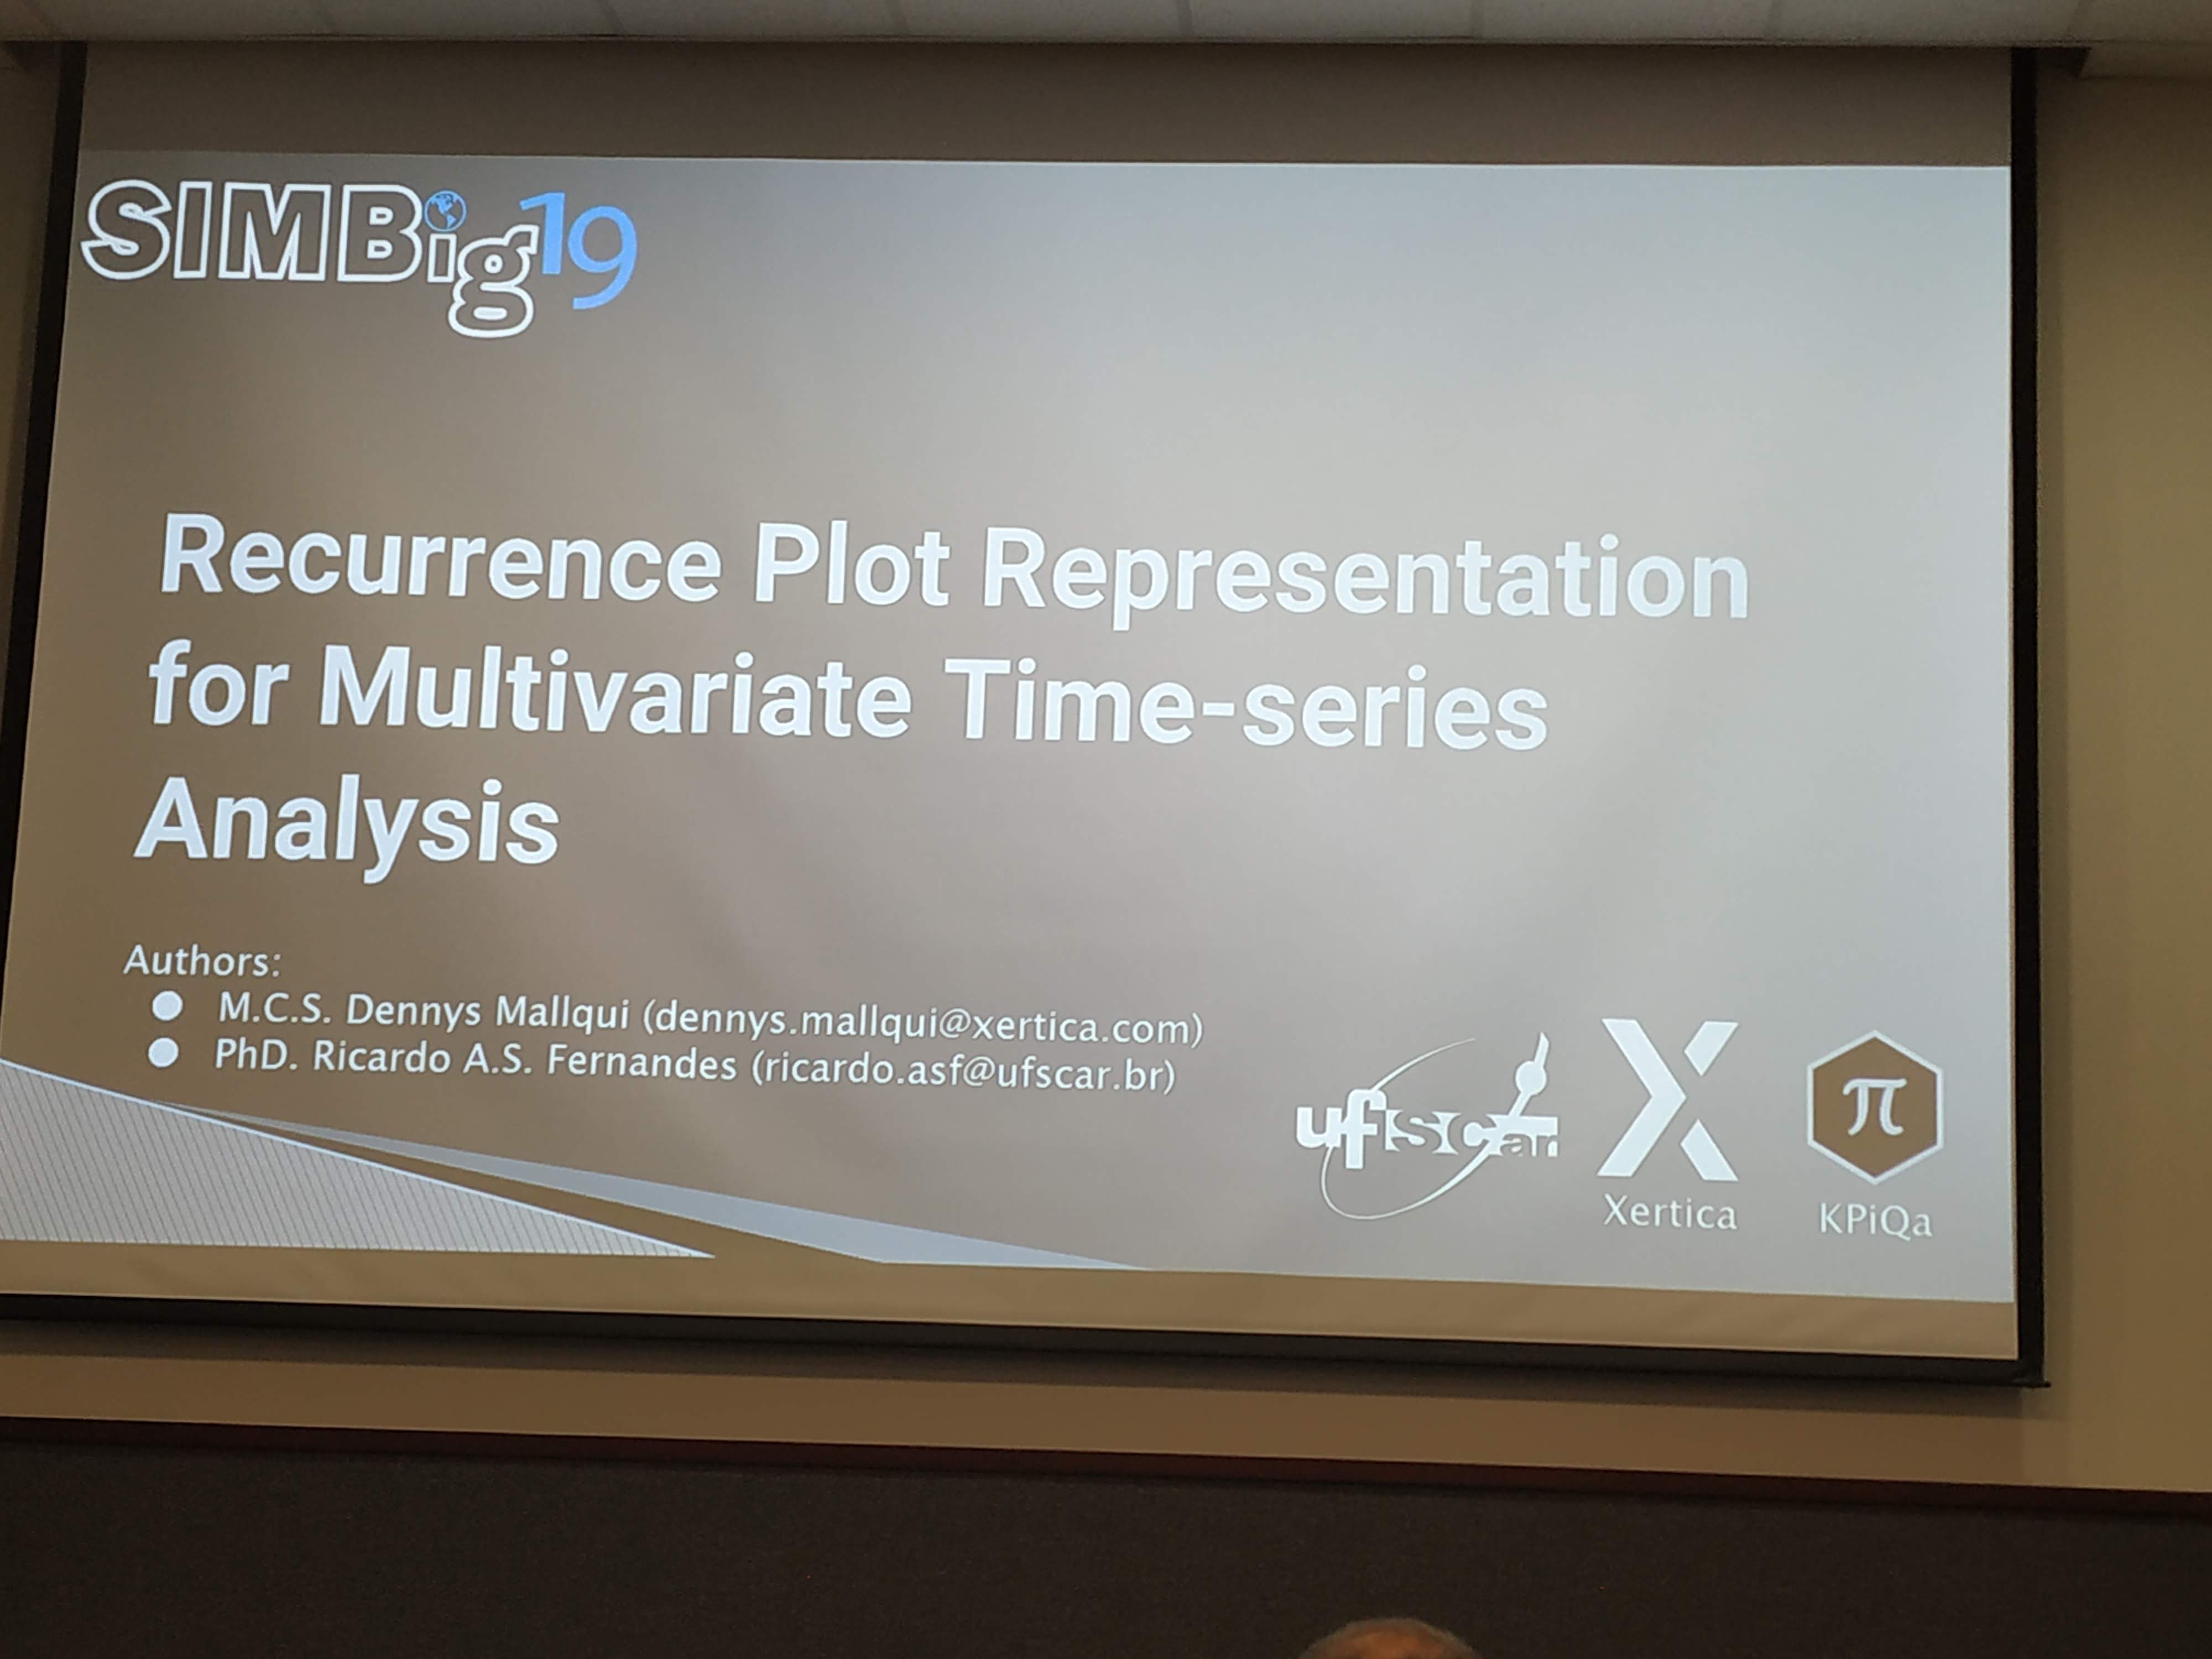 SIMBig19
Recurrence Plot Representation
for Multivariate Time-series
Analysis
Authors:
M.C.S. Dennys Mallqui (dennys.mallqui@xertica.com)
PhD. Ricardo A.S. Fernandes (ricardo.asf@ufscar.br)
ufscar
X
Xertica
π
KPiQa